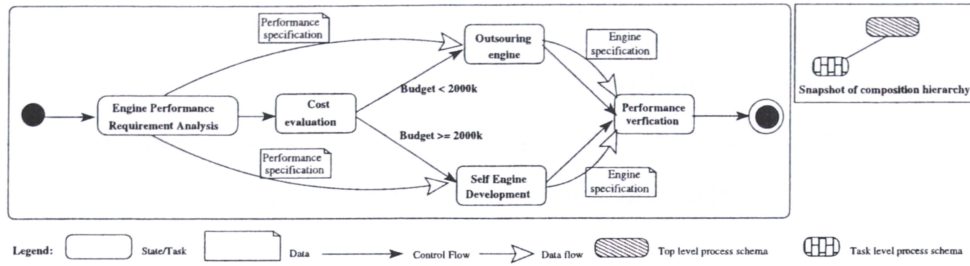 Performance
specification
Outsouring
engine
Engine
specification
Engine Performance
Requirement Analysis
Cost
evaluation
Budget < 2000k
Budget >= 2000k
Performance
verfication
Performance
specification
Self Engine
Development
Engine
specification
Snapshot of composition hierarchy
Legend:
State/Task
Data
Control Flow
Data flow
Top level process schema
Task level process schema